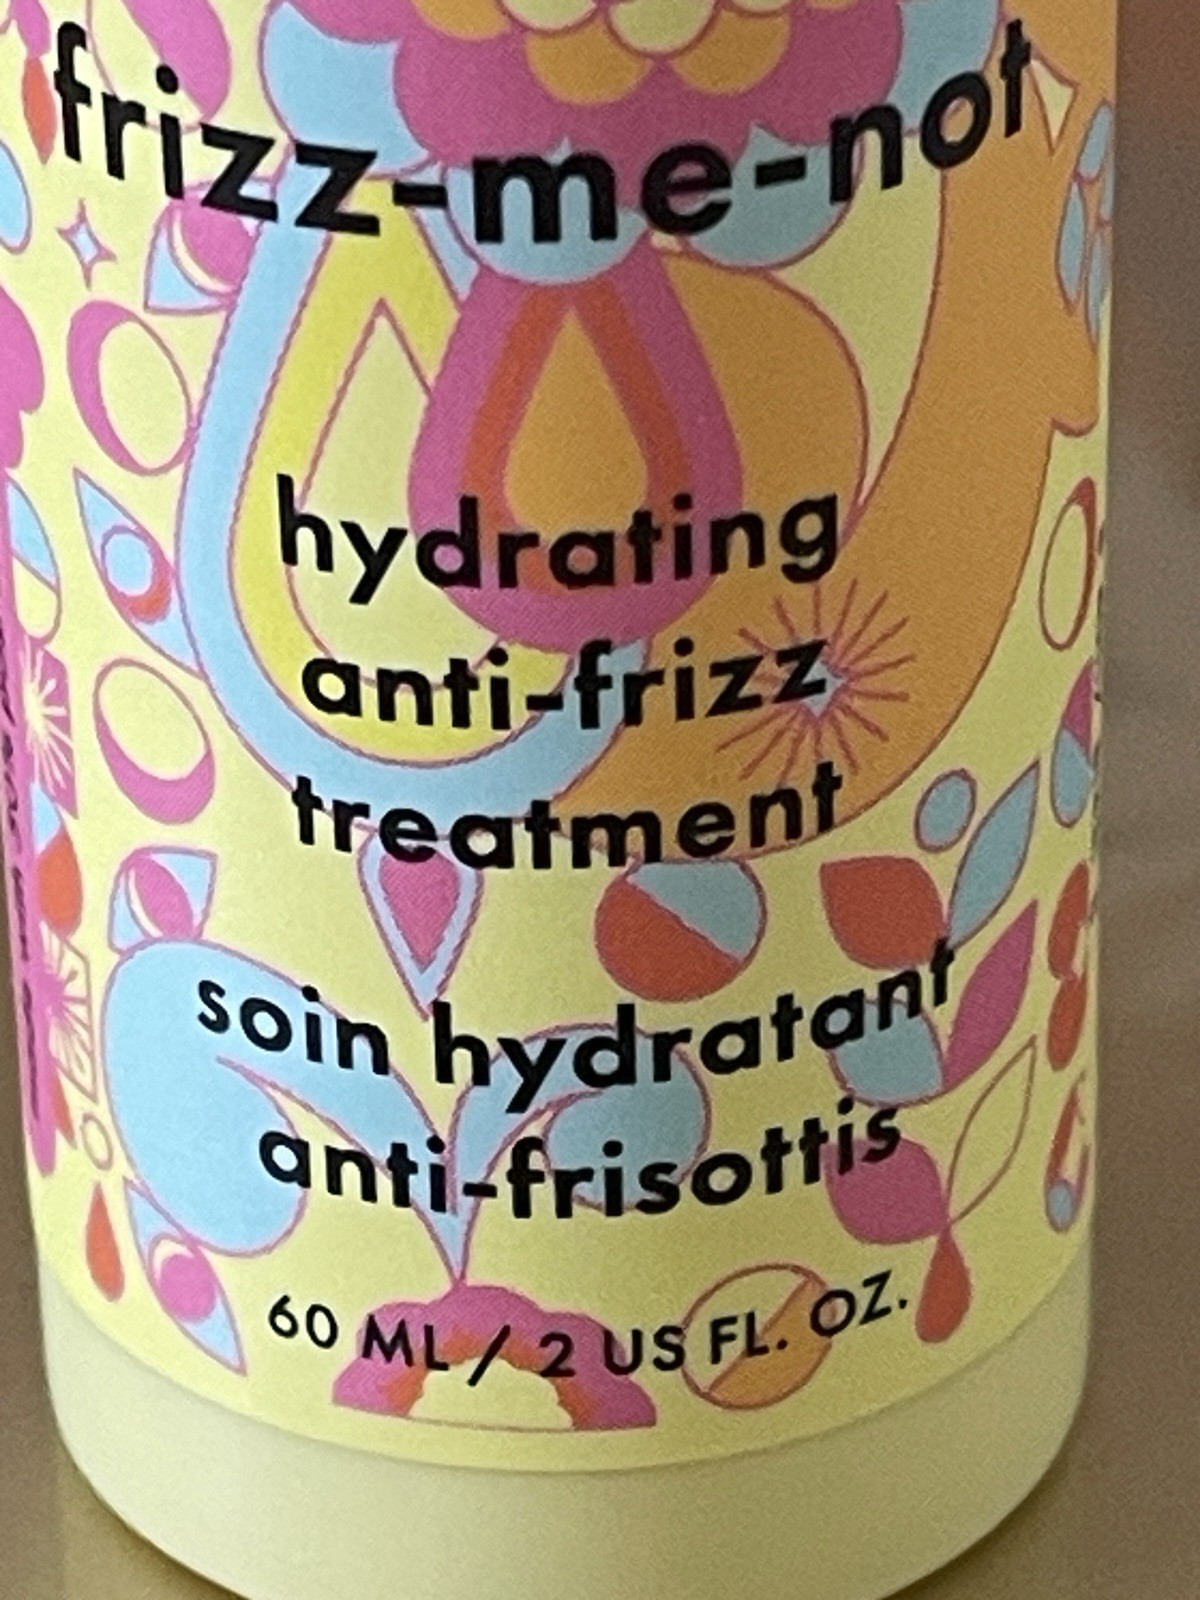 frizz-me-not
hydrating
anti-frizz
treatment
soin hydratant
anti-frisottis
60 ML / 2 US FL. OZ.